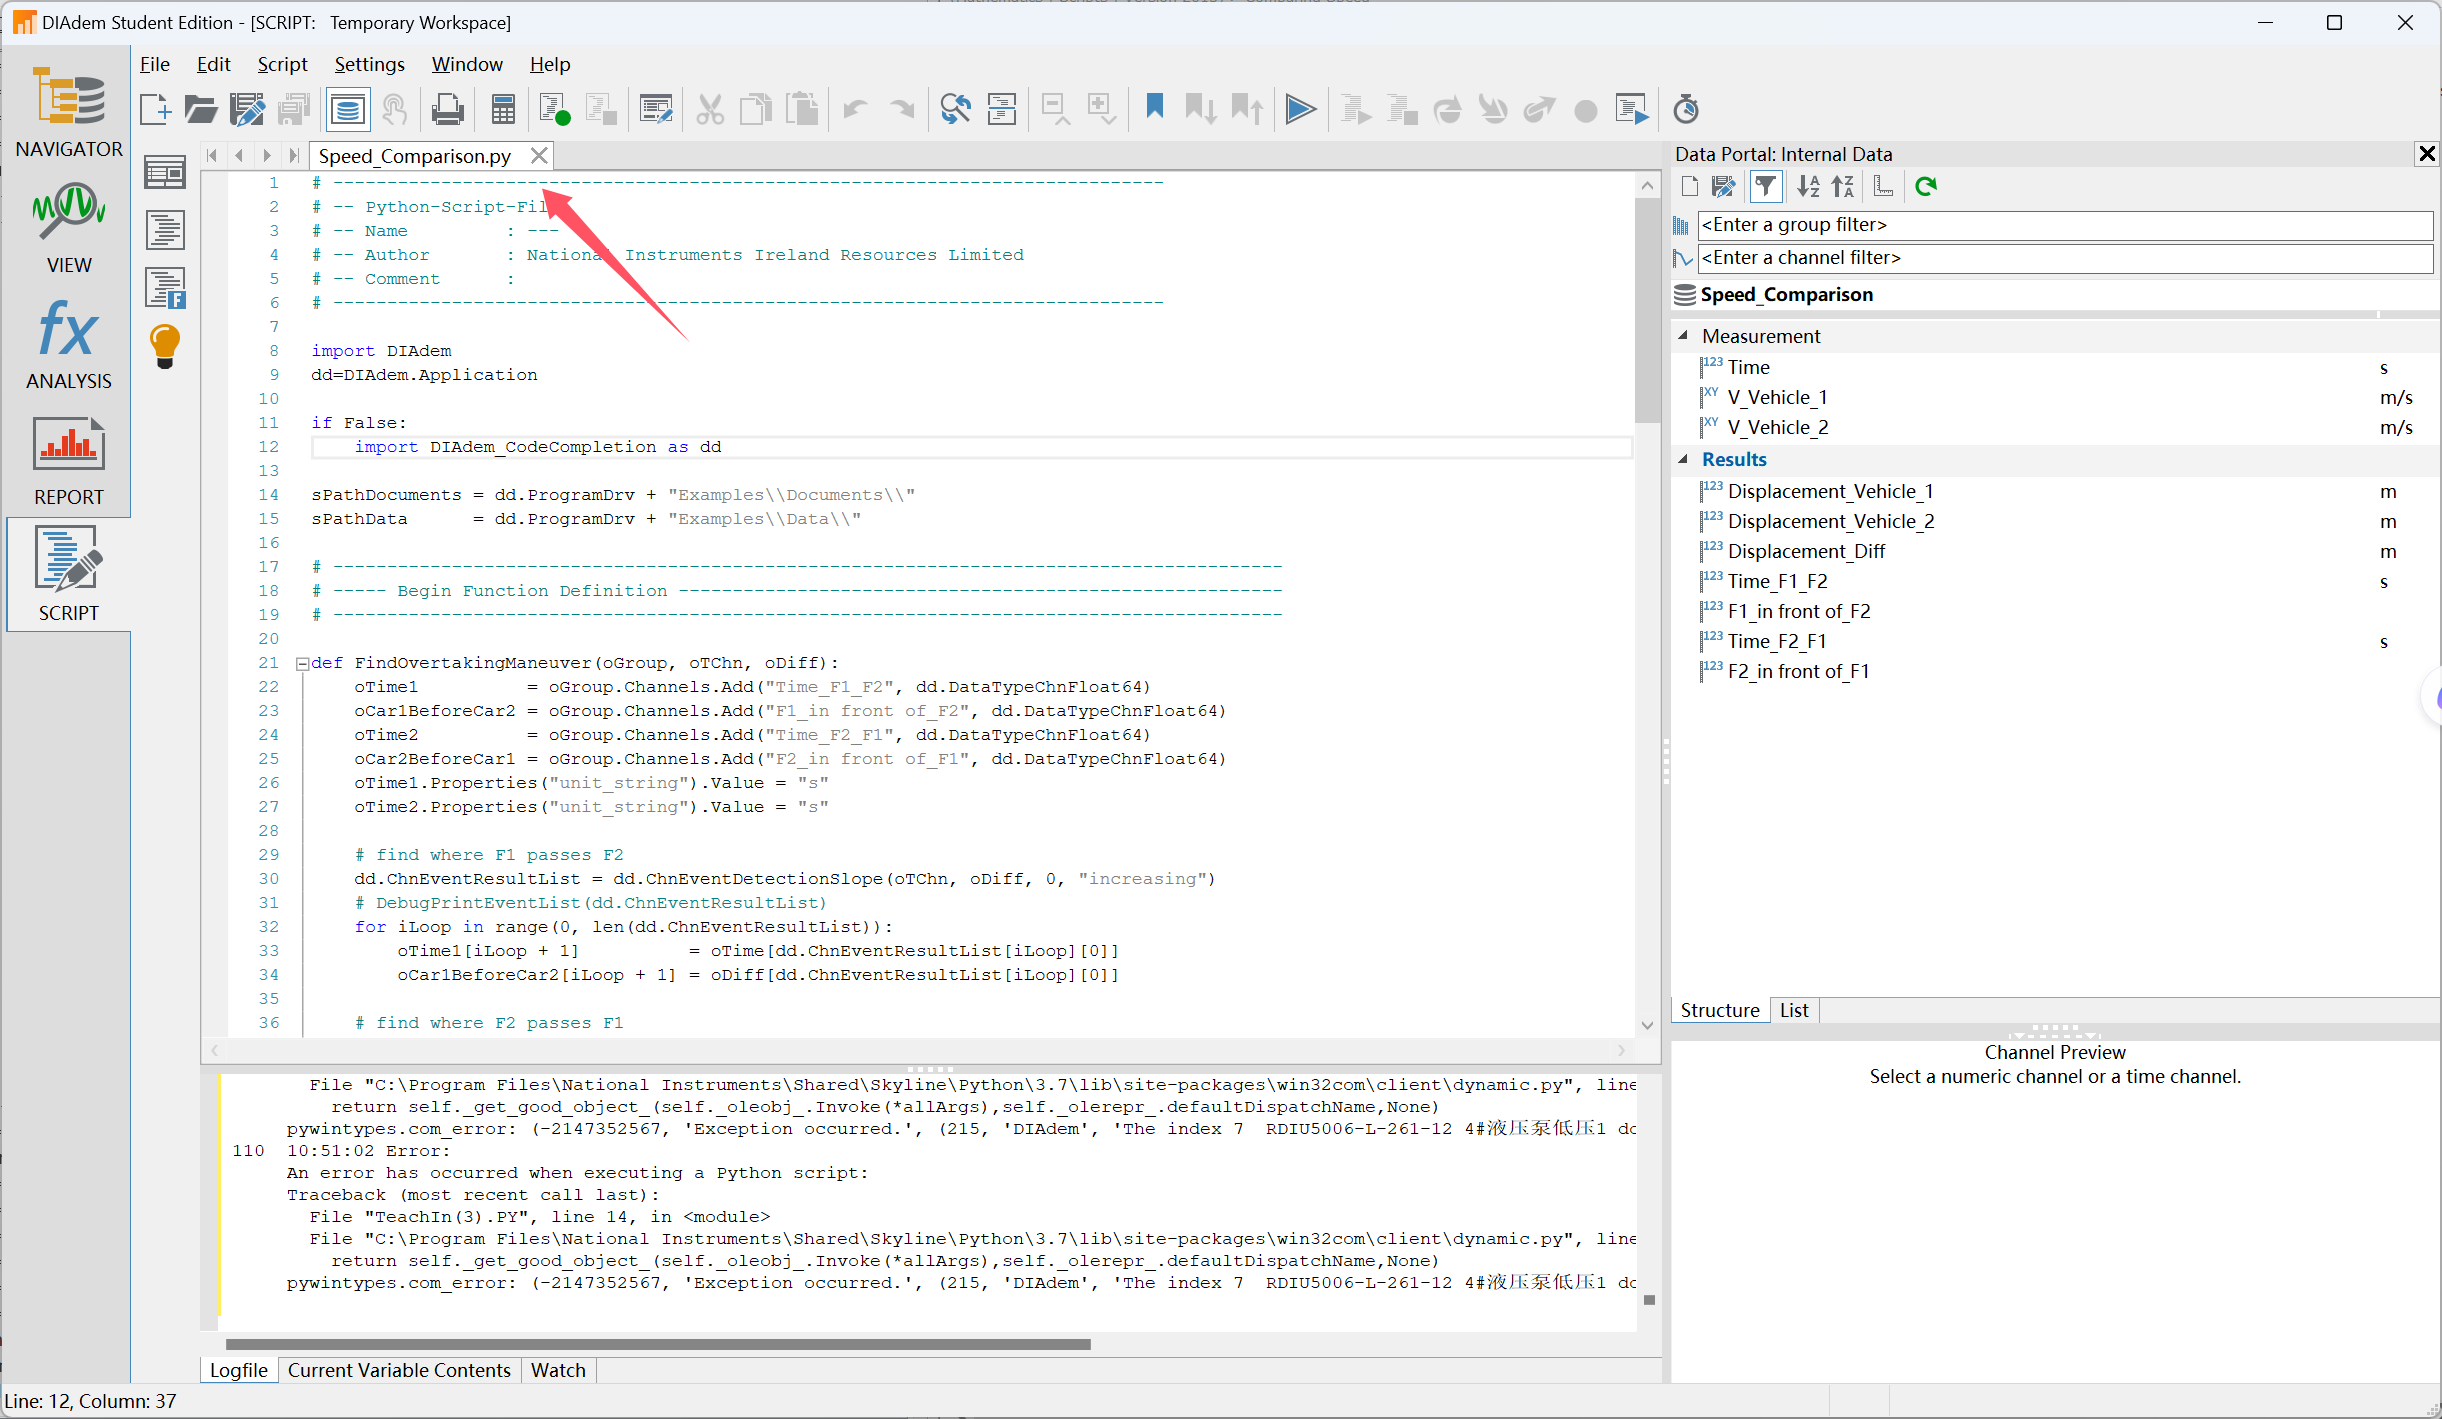 DIAdem Student Edition - [SCRIPT:   Temporary Workspace]
File Edit Script Settings Window Help
NAVIGATOR
VIEW
ANALYSIS
REPORT
SCRIPT
Speed_Comparison.py
1 # -----------------------------------------------------------------------------
2 # -- Python-Script-Fil
3 # -- Name         : ---
4 # -- Author       : National Instruments Ireland Resources Limited
5 # -- Comment      :
6 # -----------------------------------------------------------------------------
7
8 import DIAdem
9 dd=DIAdem.Application
10
11 if False:
12     import DIAdem_CodeCompletion as dd
13
14 sPathDocuments = dd.ProgramDrv + "Examples\\Documents\\"
15 sPathData      = dd.ProgramDrv + "Examples\\Data\\"
16
17 # ----------------------------------------------------------------------------------------
18 # ----- Begin Function Definition --------------------------------------------------------
19 # ----------------------------------------------------------------------------------------
20
21 def FindOvertakingManeuver(oGroup, oTChn, oDiff):
22     oTime1          = oGroup.Channels.Add("Time_F1_F2", dd.DataTypeChnFloat64)
23     oCar1BeforeCar2 = oGroup.Channels.Add("F1_in front of_F2", dd.DataTypeChnFloat64)
24     oTime2          = oGroup.Channels.Add("Time_F2_F1", dd.DataTypeChnFloat64)
25     oCar2BeforeCar1 = oGroup.Channels.Add("F2_in front of_F1", dd.DataTypeChnFloat64)
26     oTime1.Properties("unit_string").Value = "s"
27     oTime2.Properties("unit_string").Value = "s"
28
29     # find where F1 passes F2
30     dd.ChnEventResultList = dd.ChnEventDetectionSlope(oTChn, oDiff, 0, "increasing")
31     # DebugPrintEventList(dd.ChnEventResultList)
32     for iLoop in range(0, len(dd.ChnEventResultList)):
33         oTime1[iLoop + 1]          = oTime[dd.ChnEventResultList[iLoop][0]]
34         oCar1BeforeCar2[iLoop + 1] = oDiff[dd.ChnEventResultList[iLoop][0]]
35
36     # find where F2 passes F1
File "C:\Program Files\National Instruments\Shared\Skyline\Python\3.7\lib\site-packages\win32com\client\dynamic.py", line
return self._get_good_object_(self._oleobj_.Invoke(*allArgs),self._olerepr_.defaultDispatchName,None)
pywintypes.com_error: (-2147352567, 'Exception occurred.', (215, 'DIAdem', 'The index 7  RDIU5006-L-261-12 4#液压泵低压1 do
110 10:51:02 Error:
An error has occurred when executing a Python script:
Traceback (most recent call last):
File "TeachIn(3).PY", line 14, in <module>
File "C:\Program Files\National Instruments\Shared\Skyline\Python\3.7\lib\site-packages\win32com\client\dynamic.py", line
return self._get_good_object_(self._oleobj_.Invoke(*allArgs),self._olerepr_.defaultDispatchName,None)
pywintypes.com_error: (-2147352567, 'Exception occurred.', (215, 'DIAdem', 'The index 7  RDIU5006-L-261-12 4#液压泵低压1 do
Logfile Current Variable Contents Watch
Line: 12, Column: 37
Data Portal: Internal Data
<Enter a group filter>
<Enter a channel filter>
Speed_Comparison
Measurement
Time s
V_Vehicle_1 m/s
V_Vehicle_2 m/s
Results
Displacement_Vehicle_1 m
Displacement_Vehicle_2 m
Displacement_Diff m
Time_F1_F2 s
F1_in front of_F2
Time_F2_F1 s
F2_in front of_F1
Structure List
Channel Preview
Select a numeric channel or a time channel.